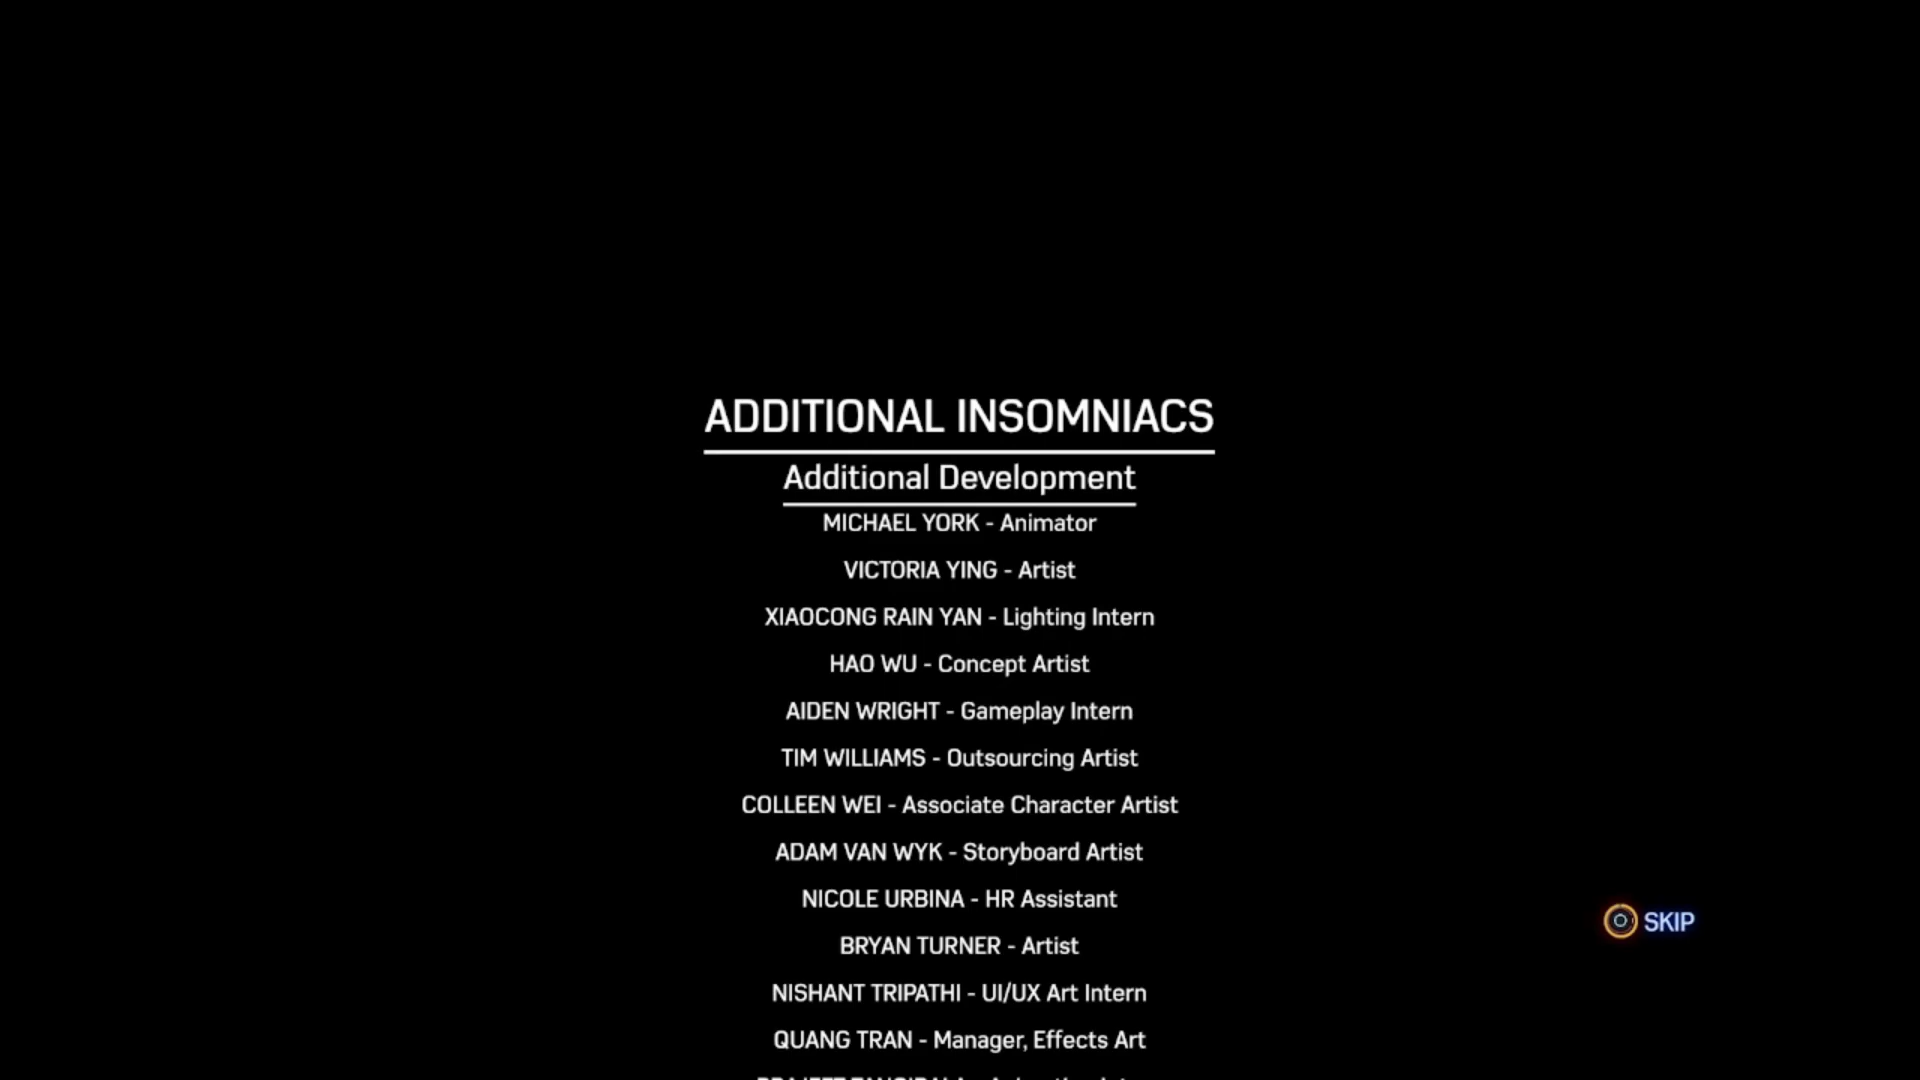 ADDITIONAL INSOMNIACS
Additional Development
MICHAEL YORK - Animator
VICTORIA YING - Artist
XIAOCONG RAIN YAN - Lighting Intern
HAO WU - Concept Artist
AIDEN WRIGHT - Gameplay Intern
TIM WILLIAMS - Outsourcing Artist
COLLEEN WEI - Associate Character Artist
ADAM VAN WYK - Storyboard Artist
NICOLE URBINA - HR Assistant
SKIP
BRYAN TURNER - Artist
NISHANT TRIPATHI - UI/UX Art Intern
QUANG TRAN - Manager, Effects Art